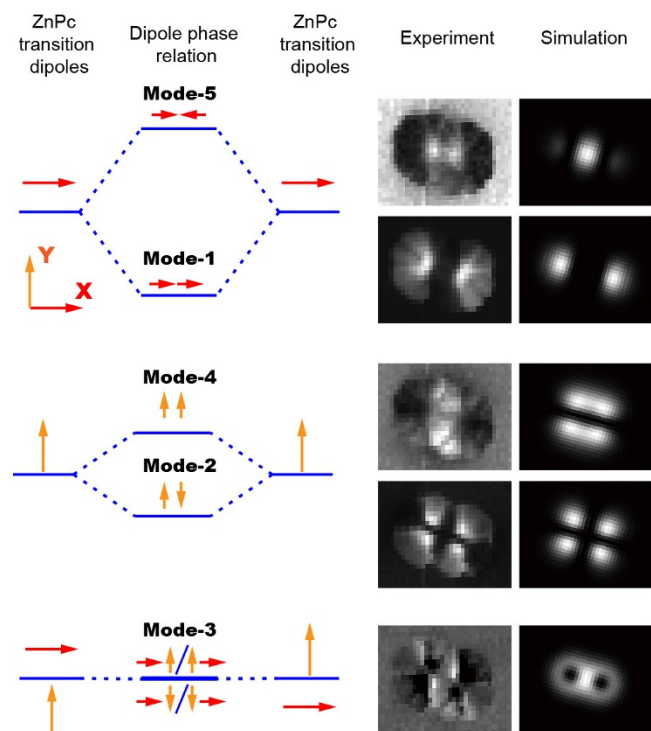 ZnPc
transition
dipoles
Dipole phase
relation
ZnPc
transition
dipoles
Experiment
Simulation
Mode-5
Mode-1
Y
X
Mode-4
Mode-2
Mode-3